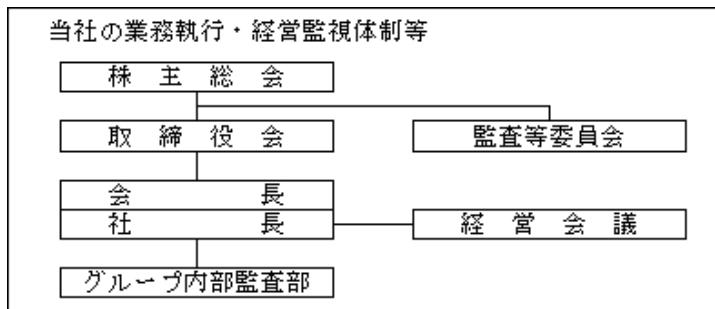 当社の業務執行・経営監視体制等
株主総会
取締役会
監査等委員会
会長
社長
経営会議
グループ内部監査部